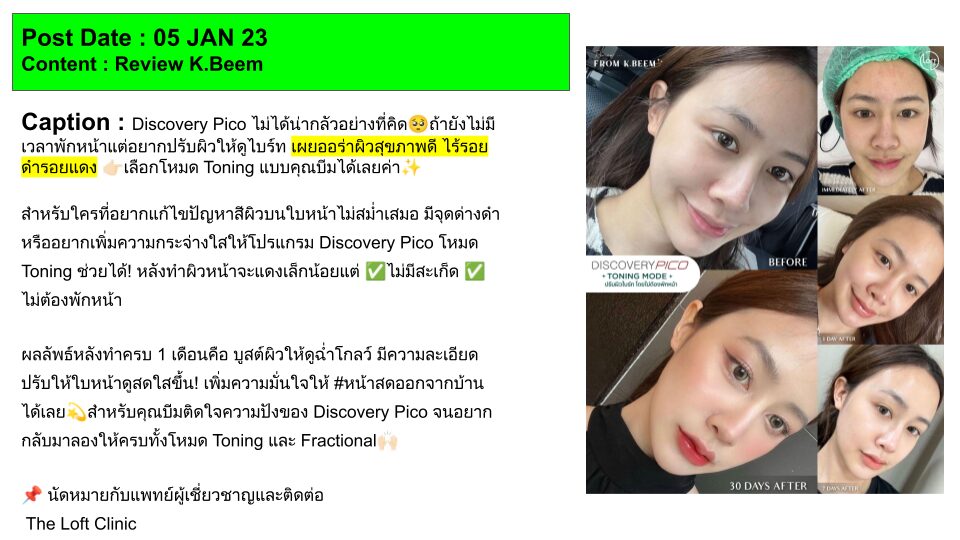 Post Date : 05 JAN 23
Content : Review K.Beem
Caption : Discovery Pico ไม่ได้น่ากลัวอย่างที่คิด🥺ถ้ายังไม่มี
เวลาพักหน้าแต่อยากปรับผิวให้ดูไบร์ท เผยออร่าผิวสุขภาพดี ไร้รอย
ดำรอยแดง 👉🏻เลือกโหมด Toning แบบคุณบีมได้เลยค่า✨
สำหรับใครที่อยากแก้ไขปัญหาสีผิวบนใบหน้าไม่สม่ำเสมอ มีจุดด่างดำ
หรืออยากเพิ่มความกระจ่างใสให้โปรแกรม Discovery Pico โหมด
Toning ช่วยได้! หลังทำผิวหน้าจะแดงเล็กน้อยแต่ ✅ไม่มีสะเก็ด ✅
ไม่ต้องพักหน้า
ผลลัพธ์หลังทำครบ 1 เดือนคือ บูสต์ผิวให้ดูฉ่ำโกลว์ มีความละเอียด
ปรับให้ใบหน้าดูสดใสขึ้น! เพิ่มความมั่นใจให้ #หน้าสดออกจากบ้าน
ได้เลย💫สำหรับคุณบีมติดใจความปังของ Discovery Pico จนอยาก
กลับมาลองให้ครบทั้งโหมด Toning และ Fractional🙌🏻
📌 นัดหมายกับแพทย์ผู้เชี่ยวชาญและติดต่อ
The Loft Clinic
FROM K.BEEM
BEFORE
IMMEDIATELY AFTER
DISCOVERY PICO
+ TONING MODE +
ปรับผิวไบร์ท โดยไม่ต้องพักหน้า
1 DAY AFTER
30 DAYS AFTER
7 DAYS AFTER